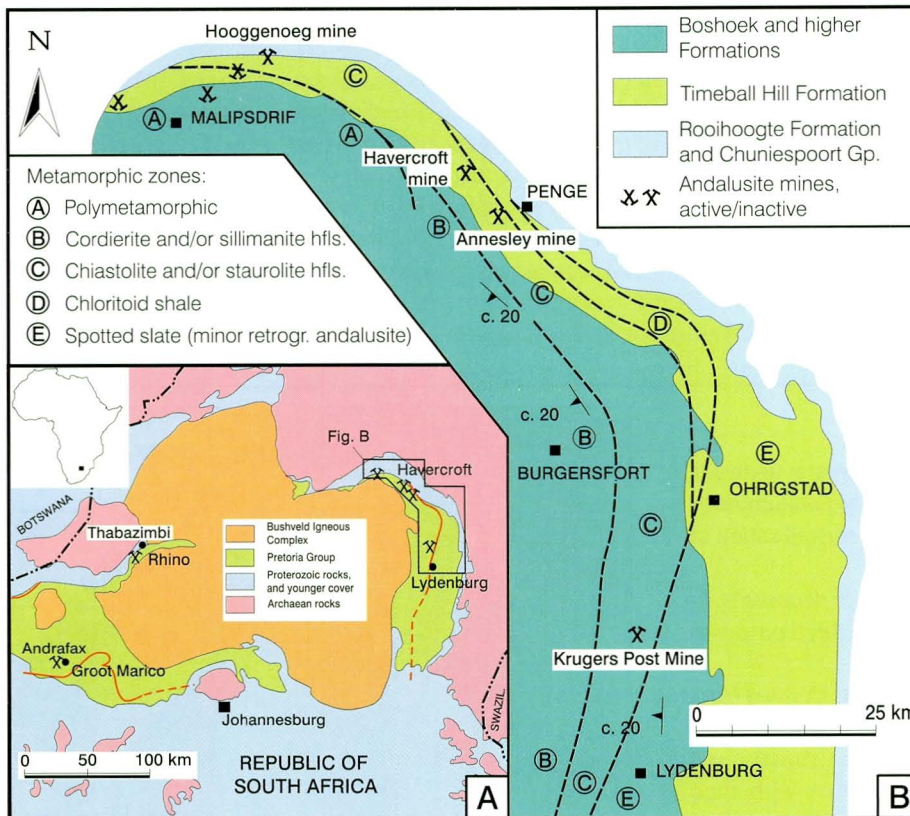 Hooggenoeg mine
N
C
A
MALIPSDRIF
A
Havercroft
mine
PENGE
B
Annesley mine
C
c. 20
D
c. 20
B
BURGERSFORT
E
OHRIGSTAD
C
Krugers Post Mine
c. 20
B
C
LYDENBURG
E
0 25 km
B
Boshoek and higher
Formations
Timeball Hill Formation
Rooihoogte Formation
and Chuniespoort Gp.
Andalusite mines,
active/inactive
Metamorphic zones:
A Polymetamorphic
B Cordierite and/or sillimanite hfls.
C Chiastolite and/or staurolite hfls.
D Chloritoid shale
E Spotted slate (minor retrogr. andalusite)
Fig. B
Havercroft
BOTSWANA
Thabazimbi
Rhino
Bushveld Igneous
Complex
Pretoria Group
Proterozoic rocks,
and younger cover
Archaean rocks
Lydenburg
Andrafax
Groot Marico
Johannesburg
SWAZIL.
0 50 100 km
REPUBLIC OF
SOUTH AFRICA
A